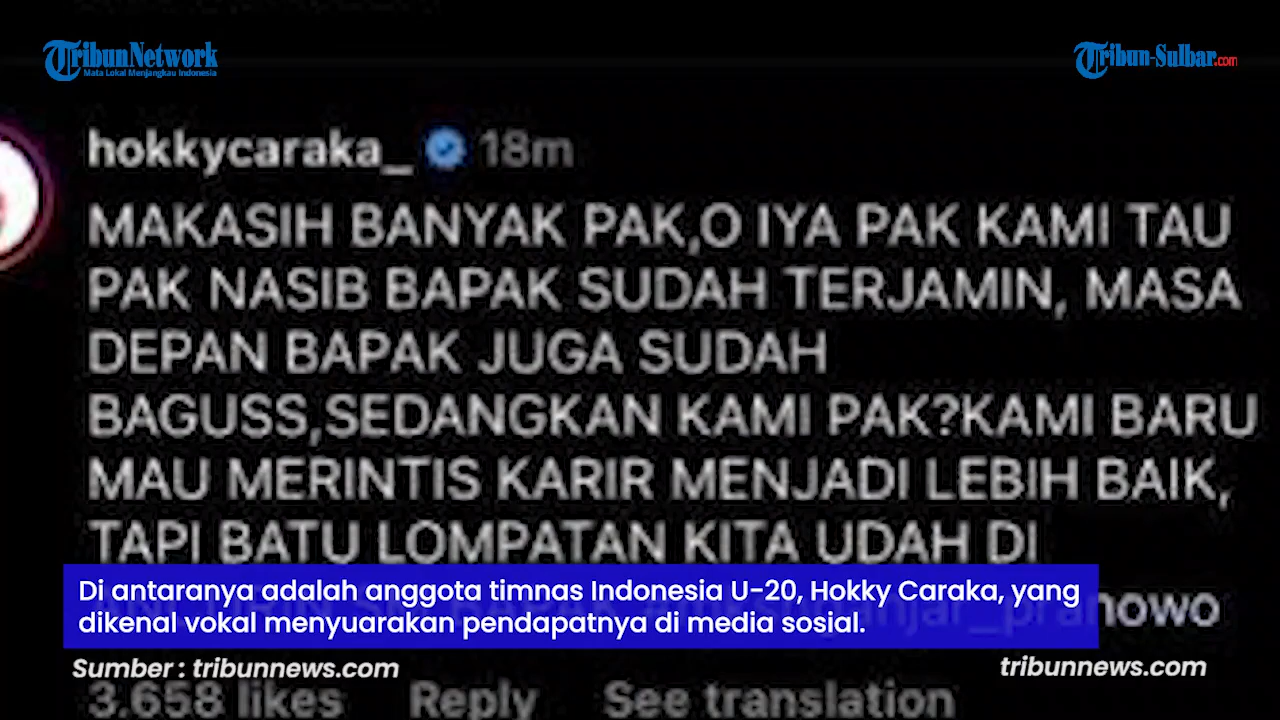 TribunNetwork
Mata Lokal Menjangkau Indonesia
Tribun-Sulbar.com
hokkycaraka_ 18m
MAKASIH BANYAK PAK,O IYA PAK KAMI TAU
PAK NASIB BAPAK SUDAH TERJAMIN, MASA
DEPAN BAPAK JUGA SUDAH
BAGUSS,SEDANGKAN KAMI PAK?KAMI BARU
MAU MERINTIS KARIR MENJADI LEBIH BAIK,
TAPI BATU LOMPATAN KITA UDAH DI
Di antaranya adalah anggota timnas Indonesia U-20, Hokky Caraka, yang
dikenal vokal menyuarakan pendapatnya di media sosial.
Sumber : tribunnews.com
tribunnews.com
3.658 likes Reply See translation